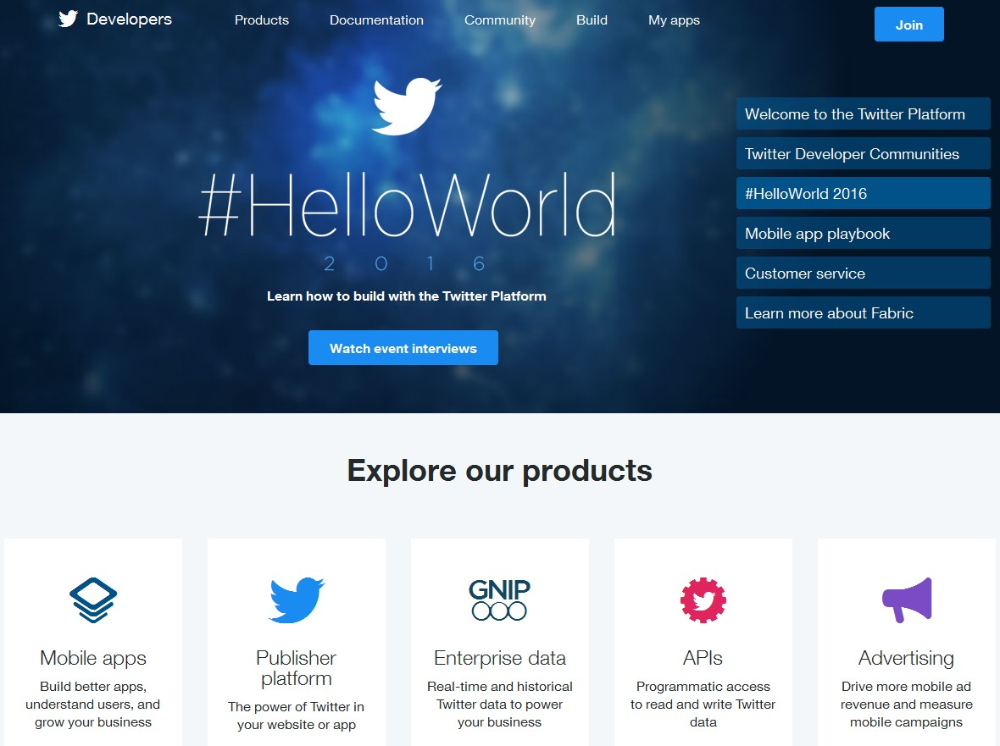 Developers
Products
Documentation
Community
Build
My apps
Join
#HelloWorld
2016
Learn how to build with the Twitter Platform
Watch event interviews
Welcome to the Twitter Platform
Twitter Developer Communities
#HelloWorld 2016
Mobile app playbook
Customer service
Learn more about Fabric
Explore our products
Mobile apps
Build better apps,
understand users, and
grow your business
Publisher
platform
The power of Twitter in
your website or app
GNIP
Enterprise data
Real-time and historical
Twitter data to power
your business
APIs
Programmatic access
to read and write Twitter
data
Advertising
Drive more mobile ad
revenue and measure
mobile campaigns